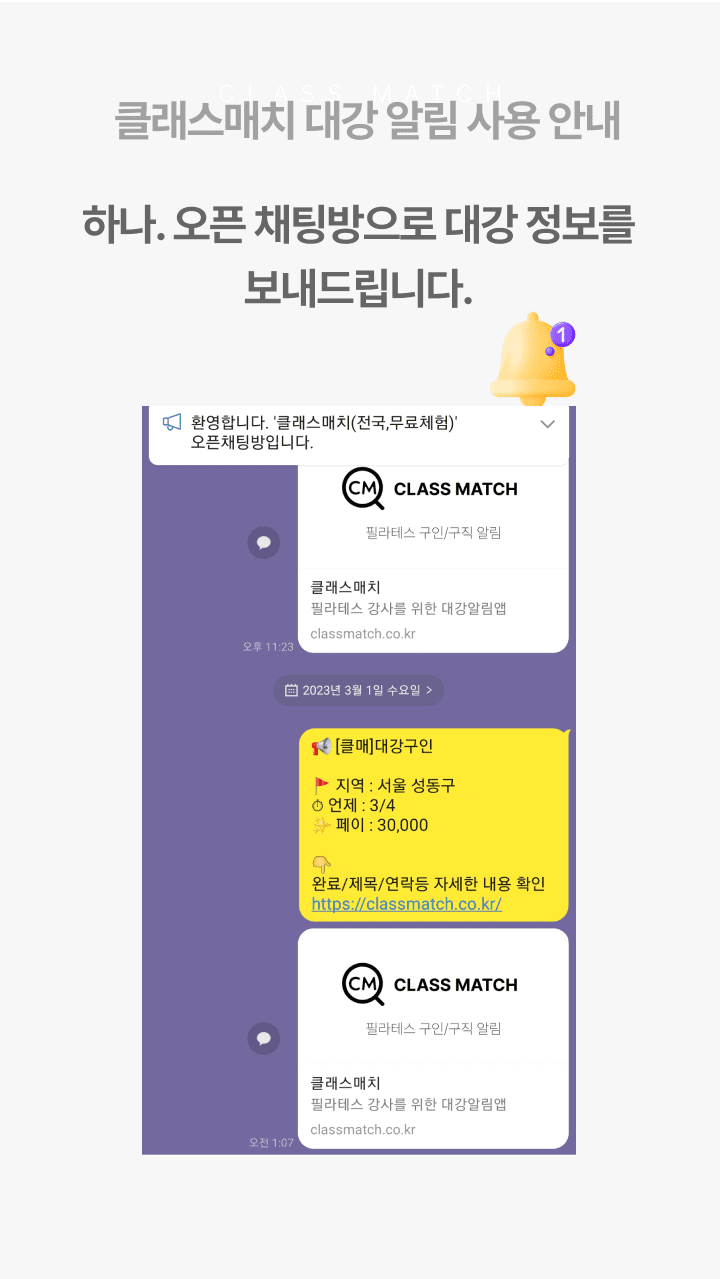 CLASS MATCH
클래스매치 대강 알림 사용 안내
하나. 오픈 채팅방으로 대강 정보를
보내드립니다.
1
환영합니다. '클래스매치(전국,무료체험)'
오픈채팅방입니다.
CM CLASS MATCH
필라테스 구인/구직 알림
클래스매치
필라테스 강사를 위한 대강알림앱
classmatch.co.kr
오후 11:23
2023년 3월 1일 수요일 >
[클매]대강구인
지역 : 서울 성동구
언제 : 3/4
페이 : 30,000
완료/제목/연락등 자세한 내용 확인
https://classmatch.co.kr/
CM CLASS MATCH
필라테스 구인/구직 알림
클래스매치
필라테스 강사를 위한 대강알림앱
classmatch.co.kr
오전 1:07